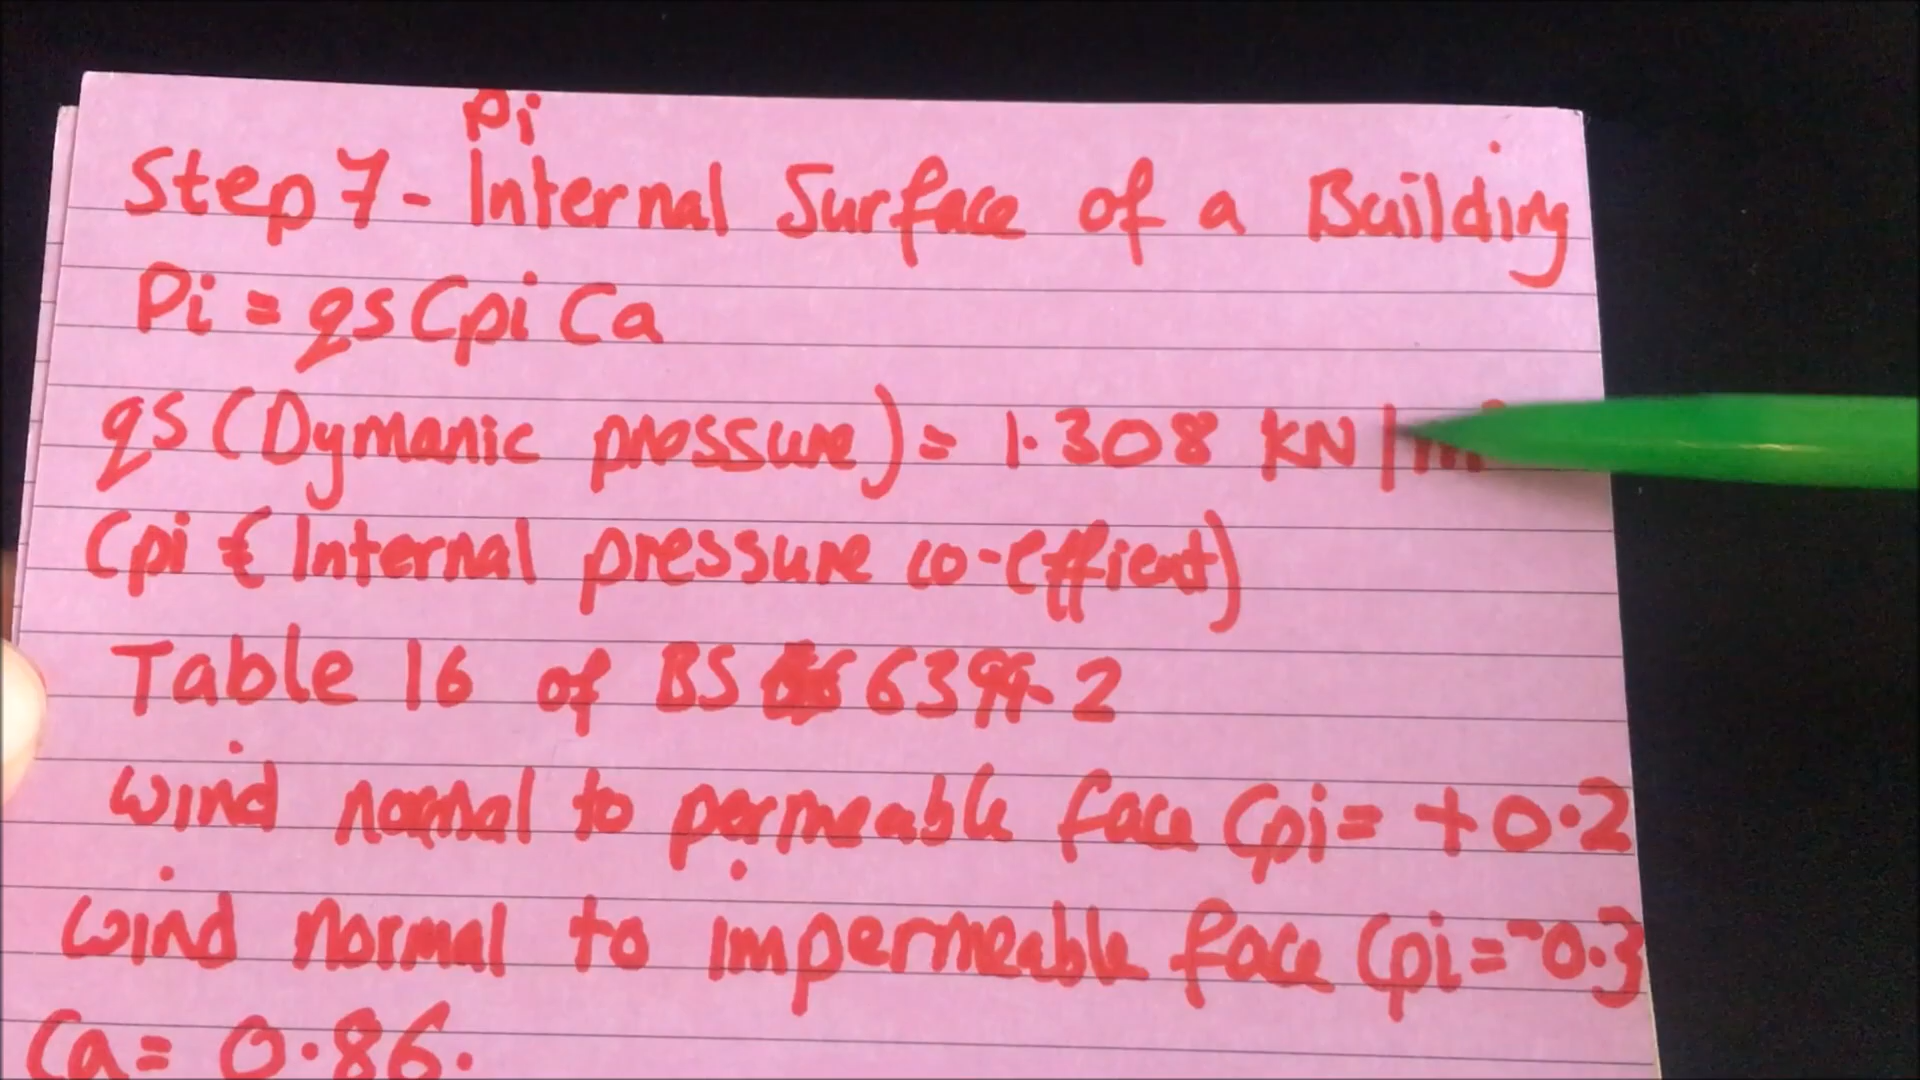 Pi
Step 7 - Internal Surface of a Building
Pi = qs Cpi Ca
qs (Dymanic pressure) = 1.308 KN/m²
Cpi (Internal pressure co-effient)
Table 16 of BS 6399-2
wind normal to permeable face Cpi = +0.2
wind normal to impermeable face Cpi = -0.3
Ca = 0.86.